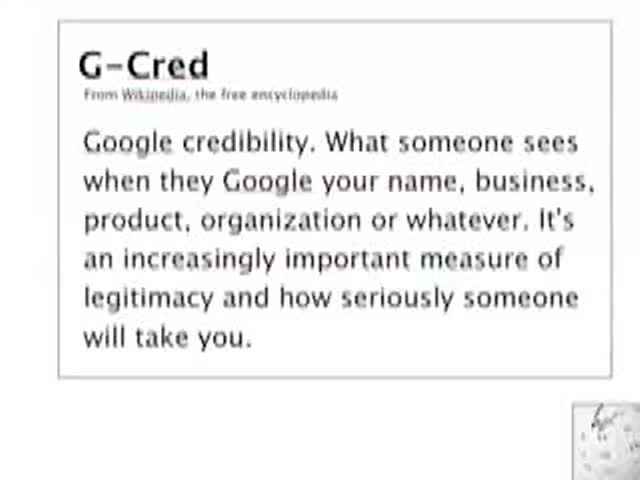 G-Cred
From Wikipedia, the free encyclopedia
Google credibility. What someone sees
when they Google your name, business,
product, organization or whatever. It's
an increasingly important measure of
legitimacy and how seriously someone
will take you.